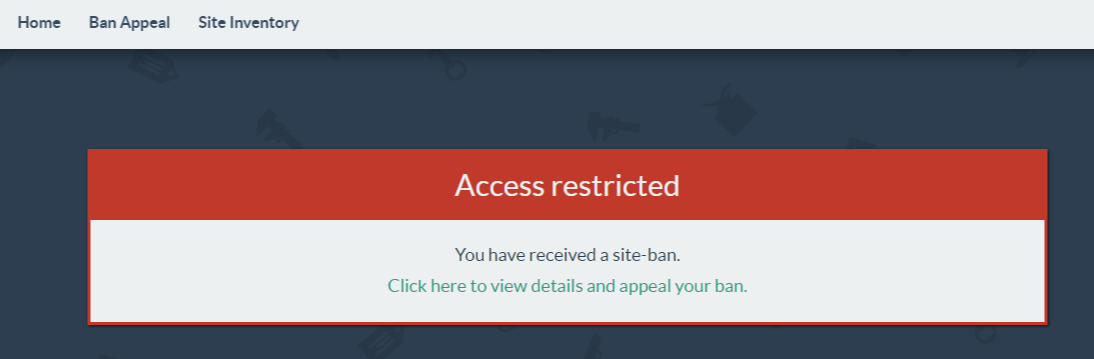 Home Ban Appeal Site Inventory
Access restricted
You have received a site-ban.
Click here to view details and appeal your ban.